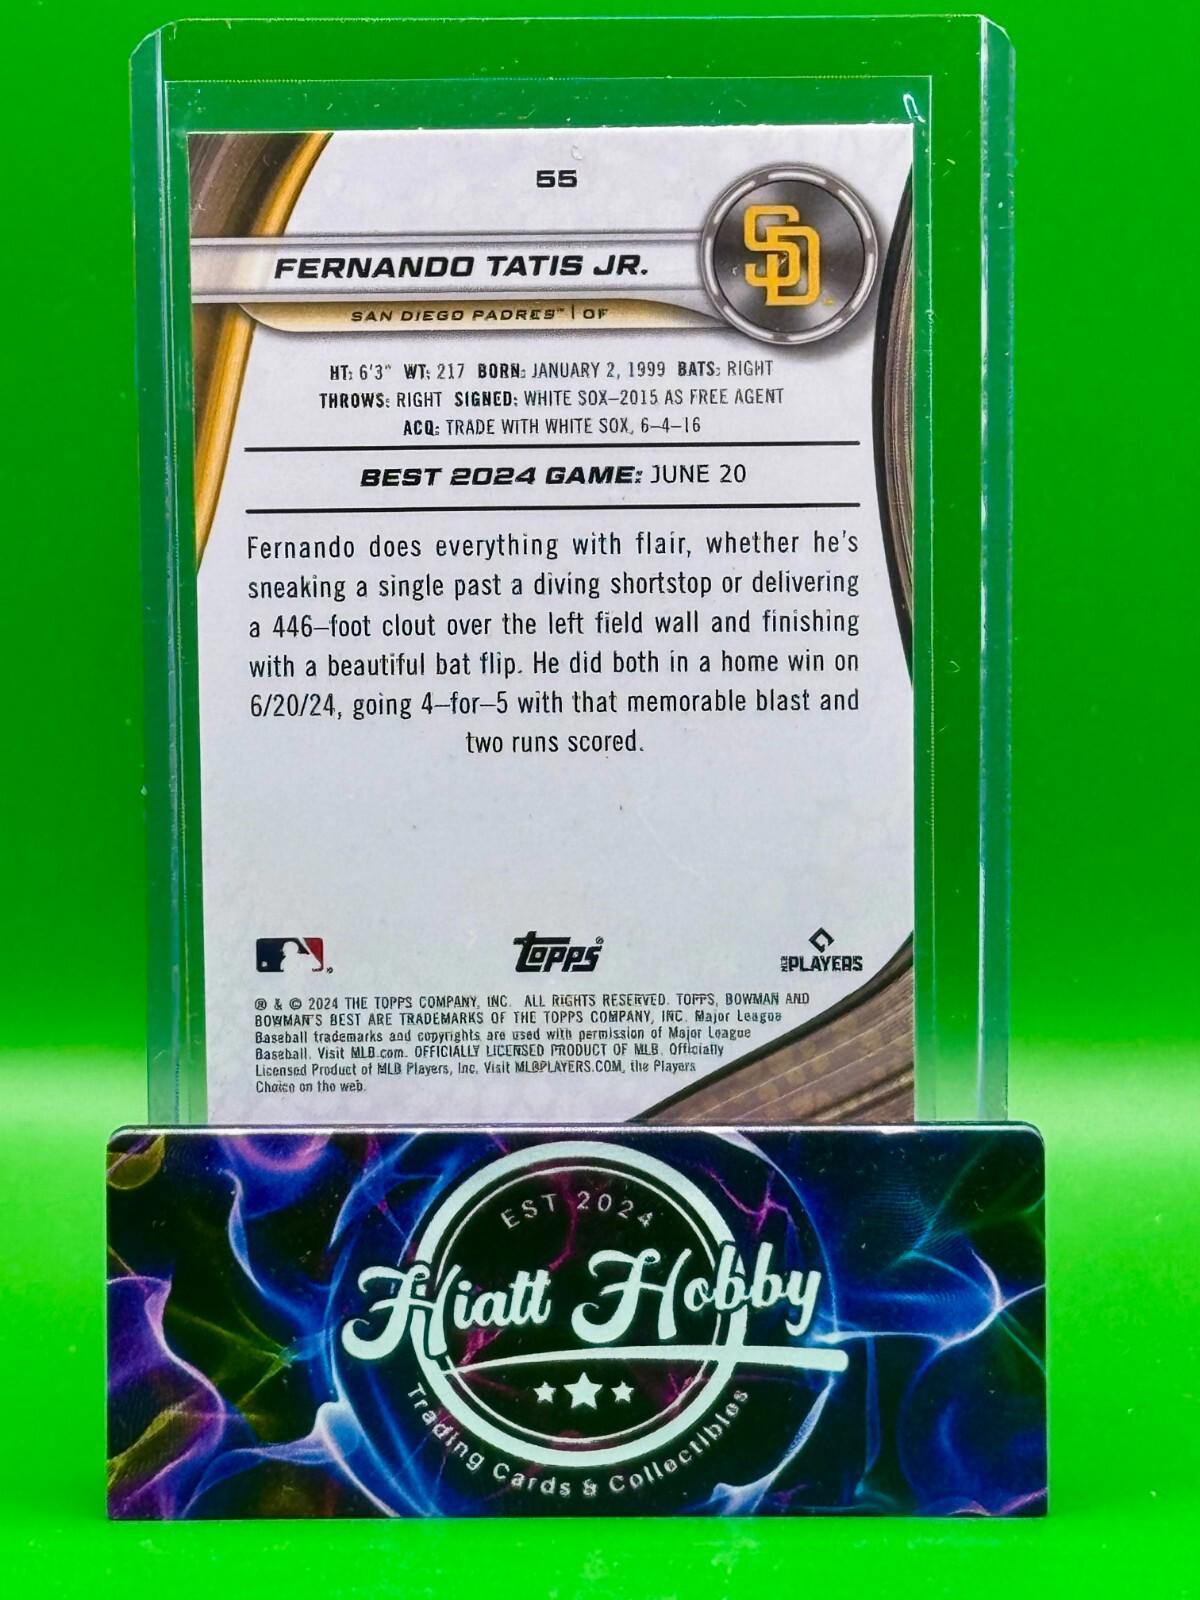 55
FERNANDO TATIS JR.
SAN DIEGO PADRES™ | OF
SD
HT: 6'3" WT: 217 BORN: JANUARY 2, 1999 BATS: RIGHT
THROWS: RIGHT SIGNED: WHITE SOX–2015 AS FREE AGENT
ACQ: TRADE WITH WHITE SOX, 6–4–16
BEST 2024 GAME: JUNE 20
Fernando does everything with flair, whether he's
sneaking a single past a diving shortstop or delivering
a 446–foot clout over the left field wall and finishing
with a beautiful bat flip. He did both in a home win on
6/20/24, going 4–for–5 with that memorable blast and
two runs scored.
Topps®
MLB PLAYERS
® & © 2024 THE TOPPS COMPANY, INC. ALL RIGHTS RESERVED. TOPPS, BOWMAN AND
BOWMAN'S BEST ARE TRADEMARKS OF THE TOPPS COMPANY, INC. Major League
Baseball trademarks and copyrights are used with permission of Major League
Baseball. Visit MLB.com. OFFICIALLY LICENSED PRODUCT OF MLB. Officially
Licensed Product of MLB Players, Inc. Visit MLBPLAYERS.COM, the Players
Choice on the web.
EST 2024
Hiatt Hobby
Trading Cards & Collectibles